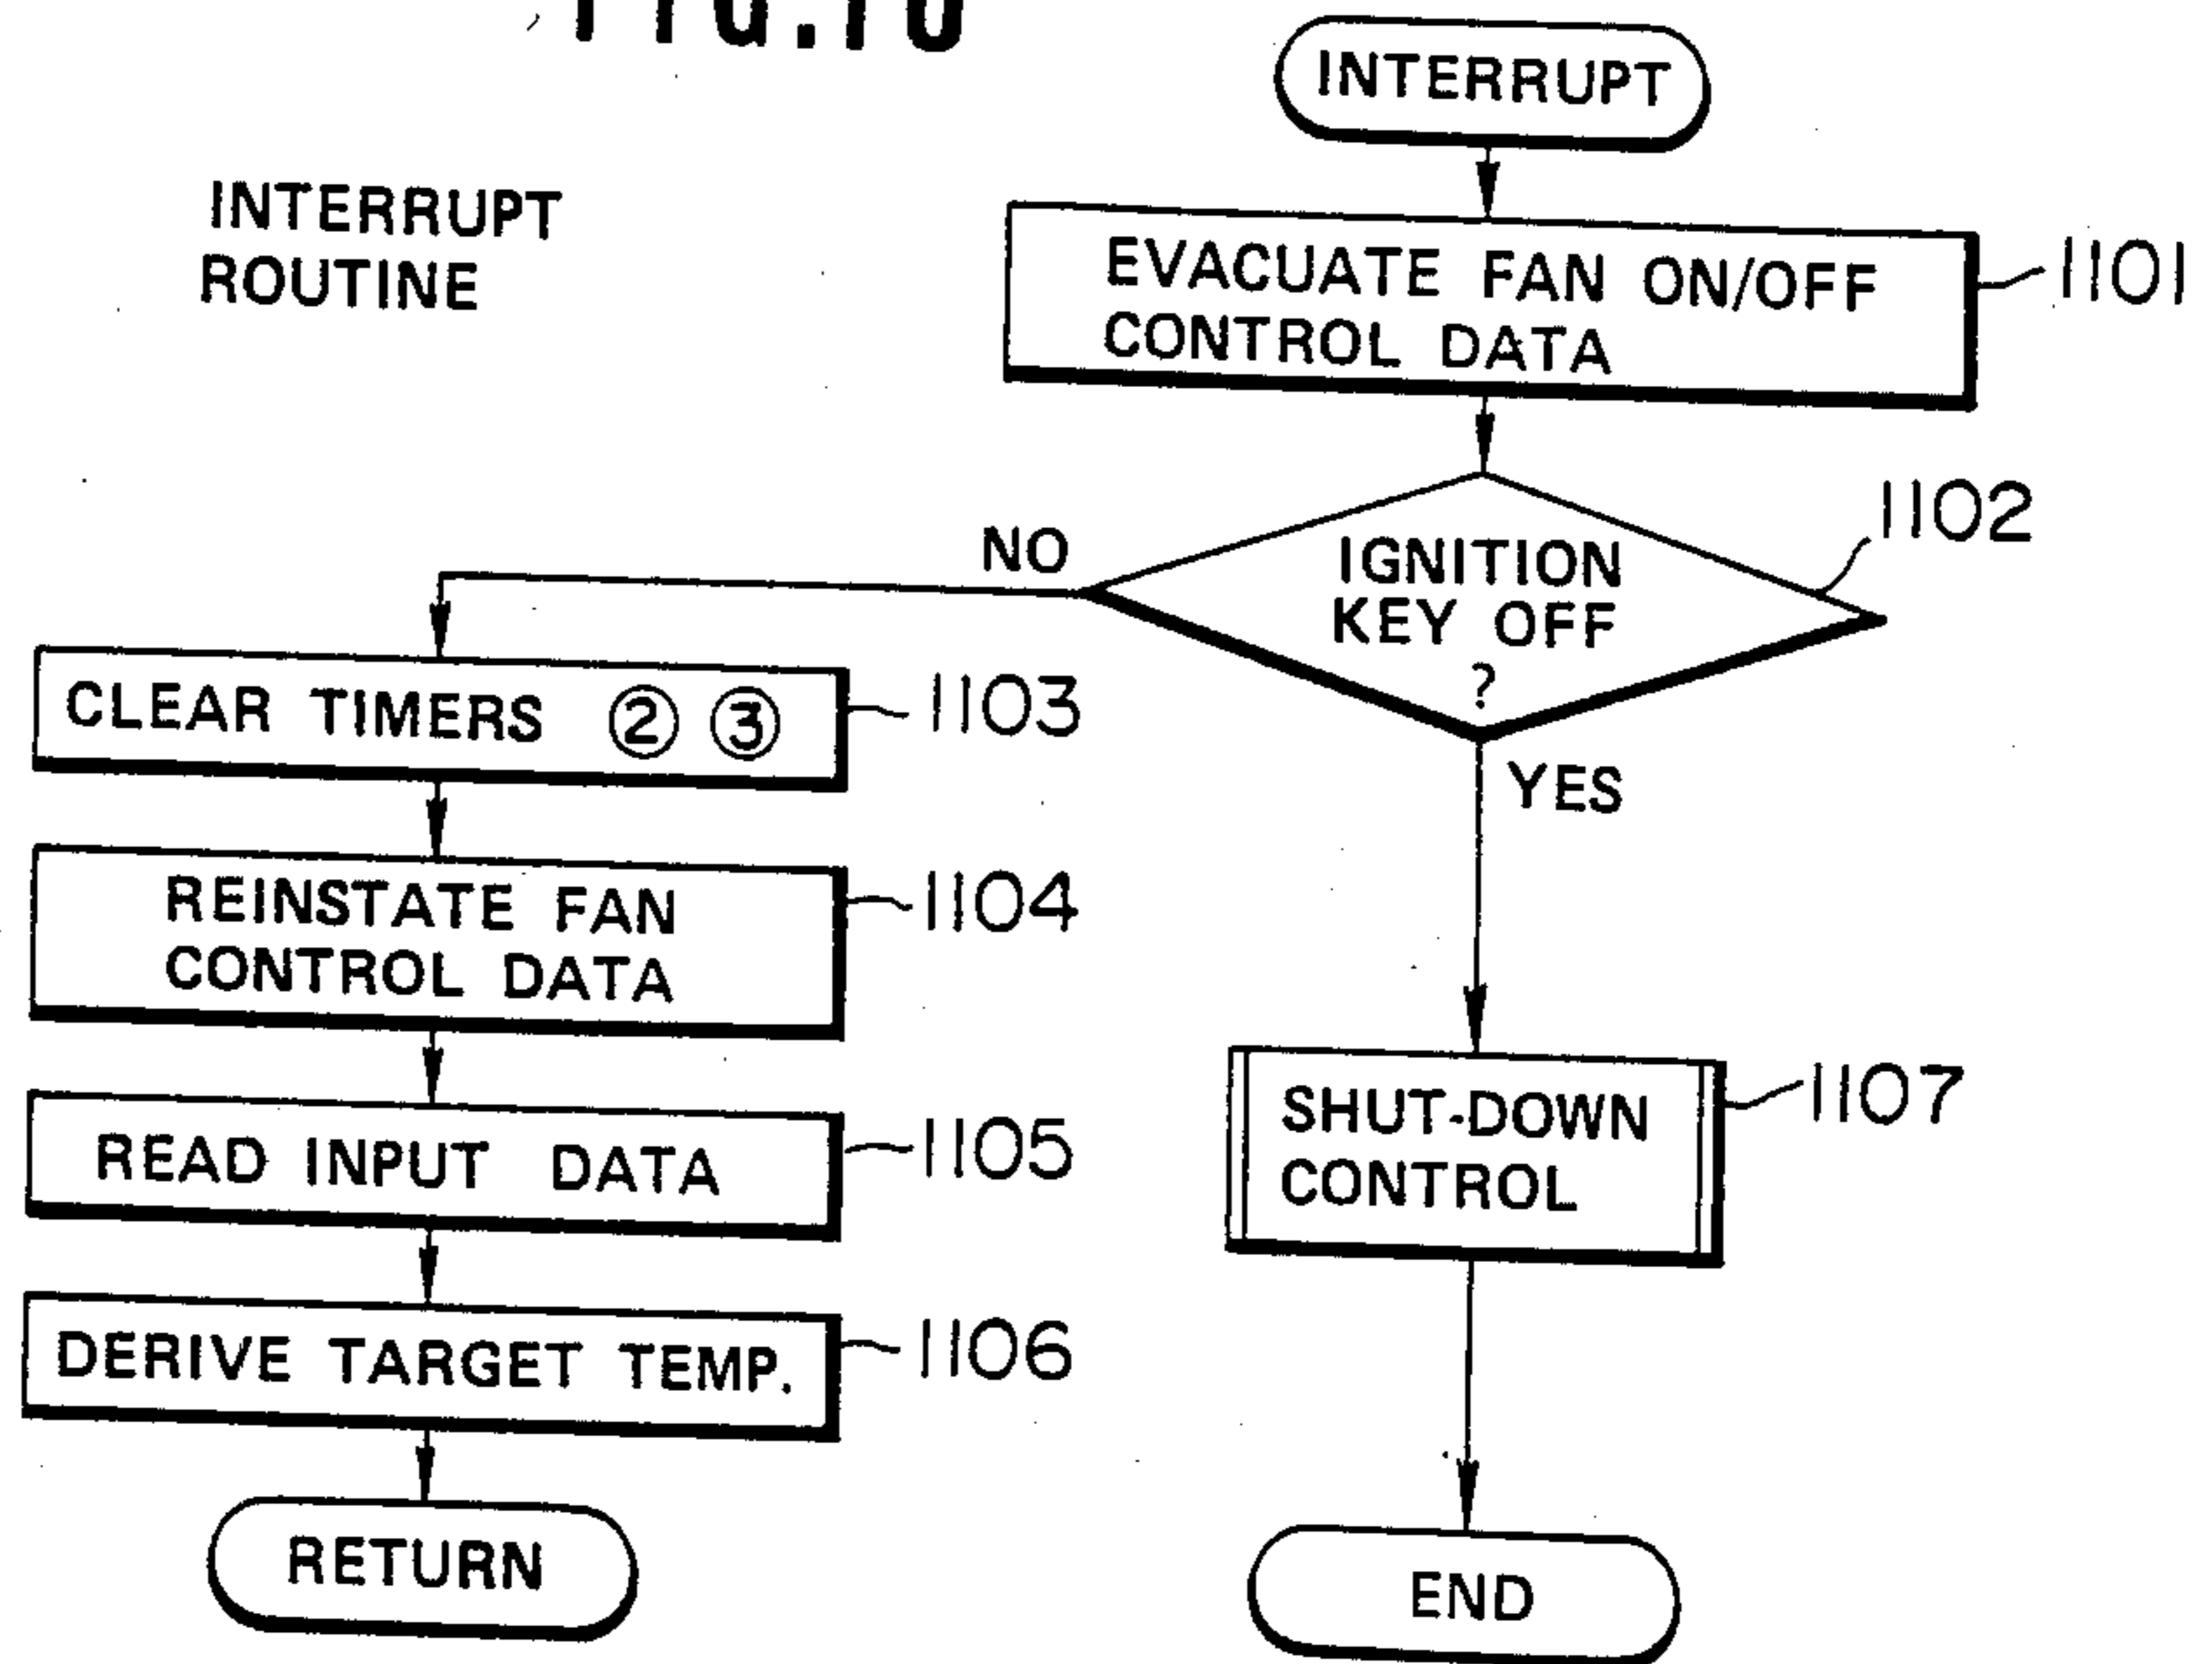 FIG.10
INTERRUPT
INTERRUPT
ROUTINE
EVACUATE FAN ON/OFF
CONTROL DATA
1101
IGNITION
KEY OFF
?
1102
NO
YES
CLEAR TIMERS ② ③
1103
REINSTATE FAN
CONTROL DATA
1104
READ INPUT DATA
1105
DERIVE TARGET TEMP.
1106
RETURN
SHUT-DOWN
CONTROL
1107
END